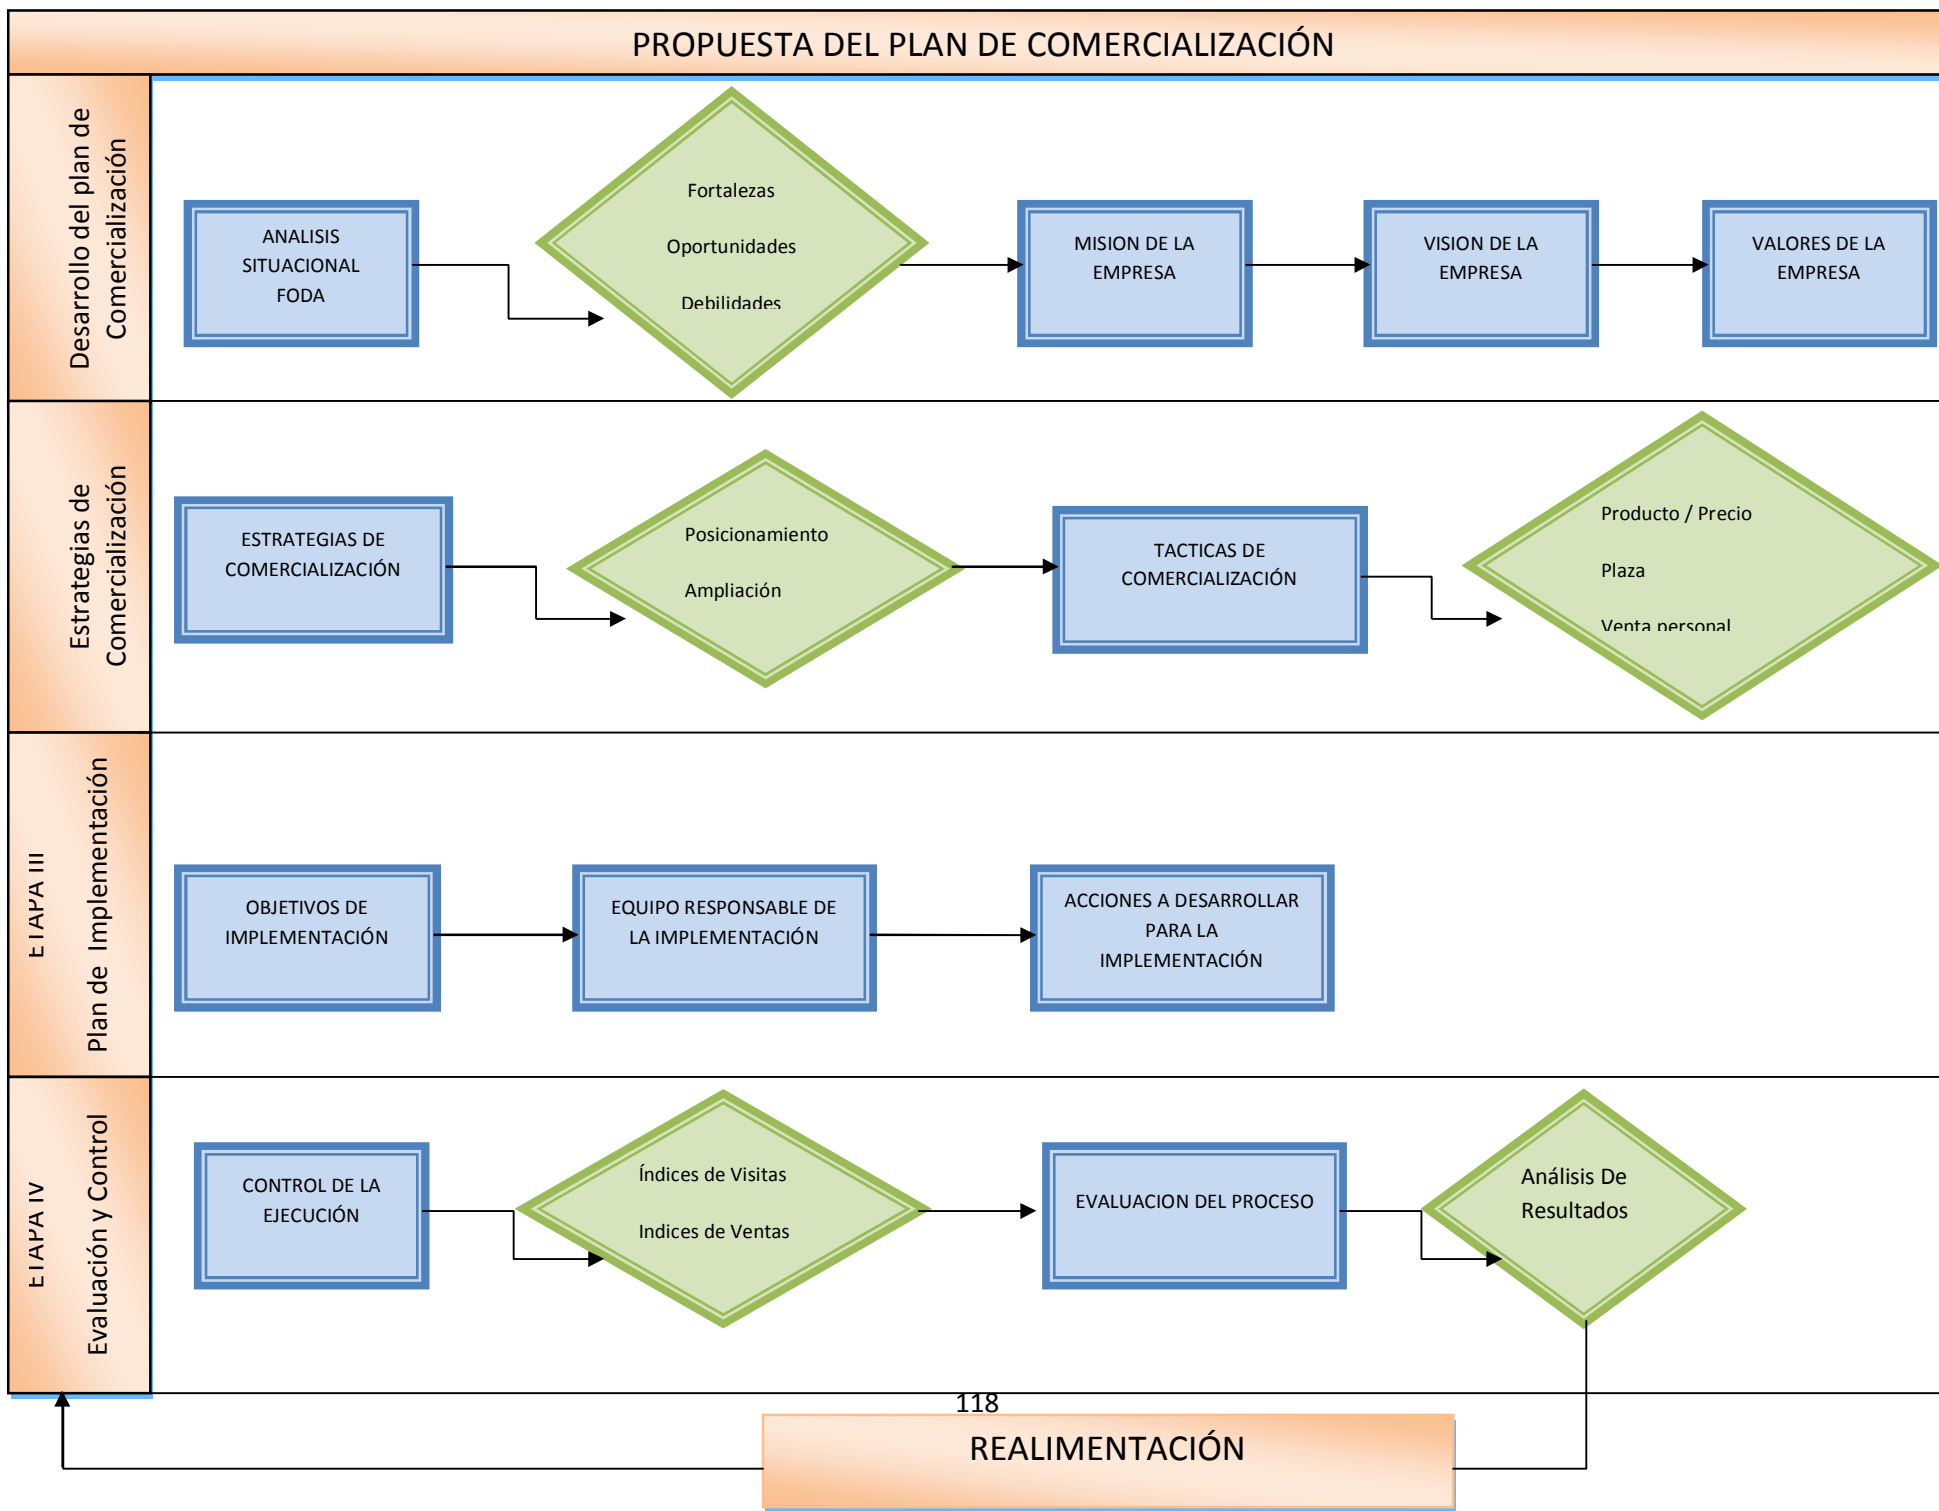 PROPUESTA DEL PLAN DE COMERCIALIZACIÓN
Desarrollo del plan de
Comercialización
ANALISIS
SITUACIONAL
FODA
Fortalezas
Oportunidades
Debilidades
MISION DE LA
EMPRESA
VISION DE LA
EMPRESA
VALORES DE LA
EMPRESA
Estrategias de
Comercialización
ESTRATEGIAS DE
COMERCIALIZACIÓN
Posicionamiento
Ampliación
TACTICAS DE
COMERCIALIZACIÓN
Producto / Precio
Plaza
Venta personal
ETAPA III
Plan de Implementación
OBJETIVOS DE
IMPLEMENTACIÓN
EQUIPO RESPONSABLE DE
LA IMPLEMENTACIÓN
ACCIONES A DESARROLLAR
PARA LA
IMPLEMENTACIÓN
ETAPA IV
Evaluación y Control
CONTROL DE LA
EJECUCIÓN
Índices de Visitas
Indices de Ventas
EVALUACION DEL PROCESO
Análisis De
Resultados
118
REALIMENTACIÓN